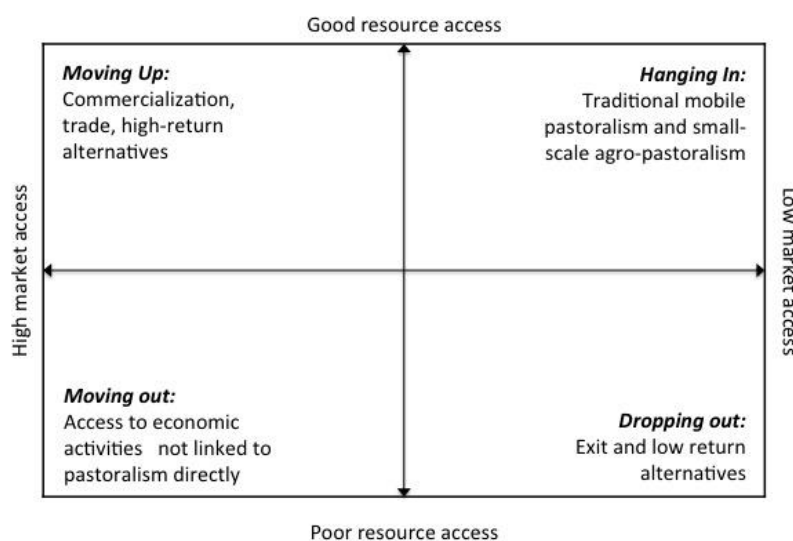 Good resource access
Moving Up:
Commercialization,
trade, high-return
alternatives
Hanging In:
Traditional mobile
pastoralism and small-
scale agro-pastoralism
High market access
Low market access
Moving out:
Access to economic
activities not linked to
pastoralism directly
Dropping out:
Exit and low return
alternatives
Poor resource access